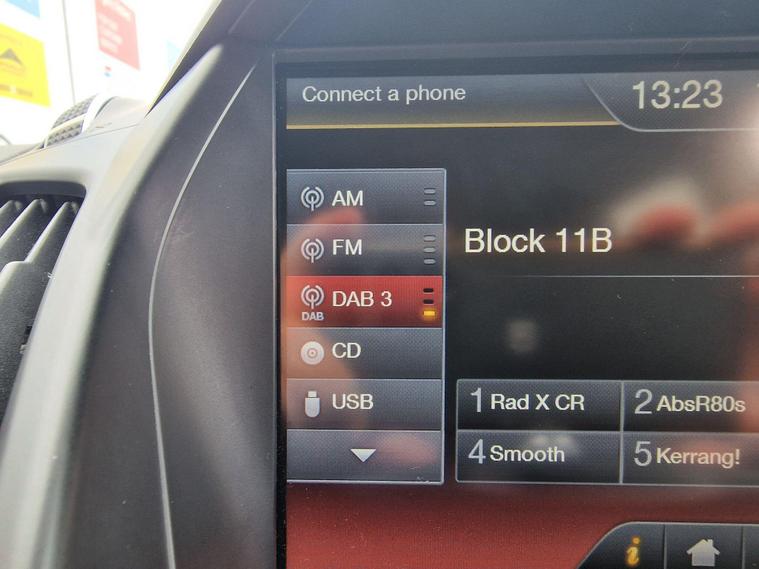 Connect a phone
13:23
AM
FM
DAB 3
DAB
CD
USB
Block 11B
1 Rad X CR
2 AbsR80s
4 Smooth
5 Kerrang!
i